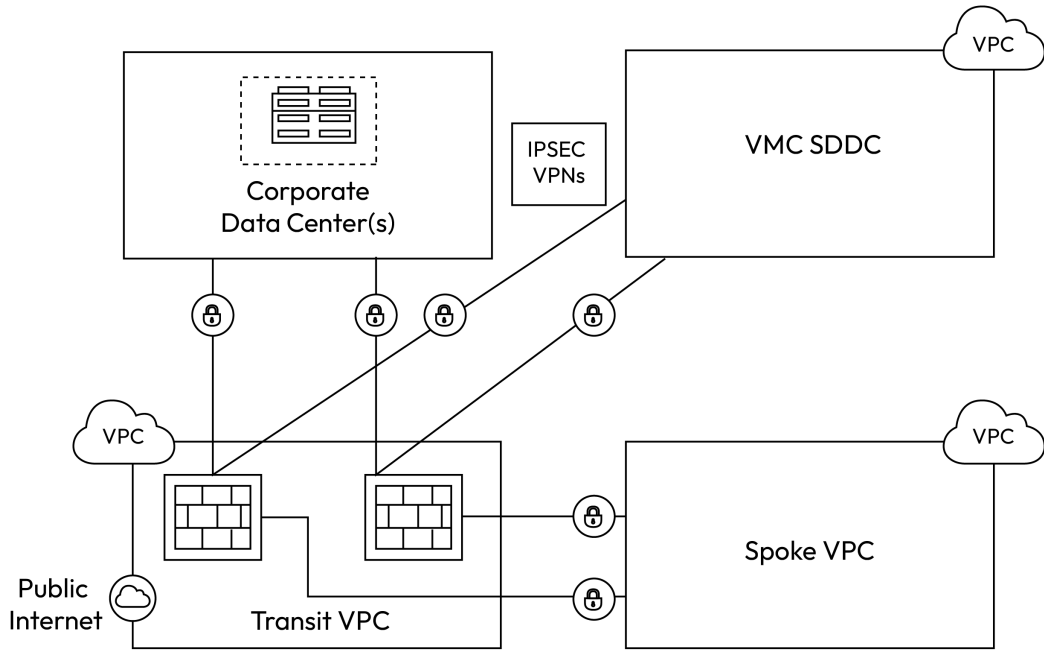 VPC
IPSEC
VPNs
VMC SDDC
Corporate
Data Center(s)
VPC
VPC
Spoke VPC
Public
Internet
Transit VPC